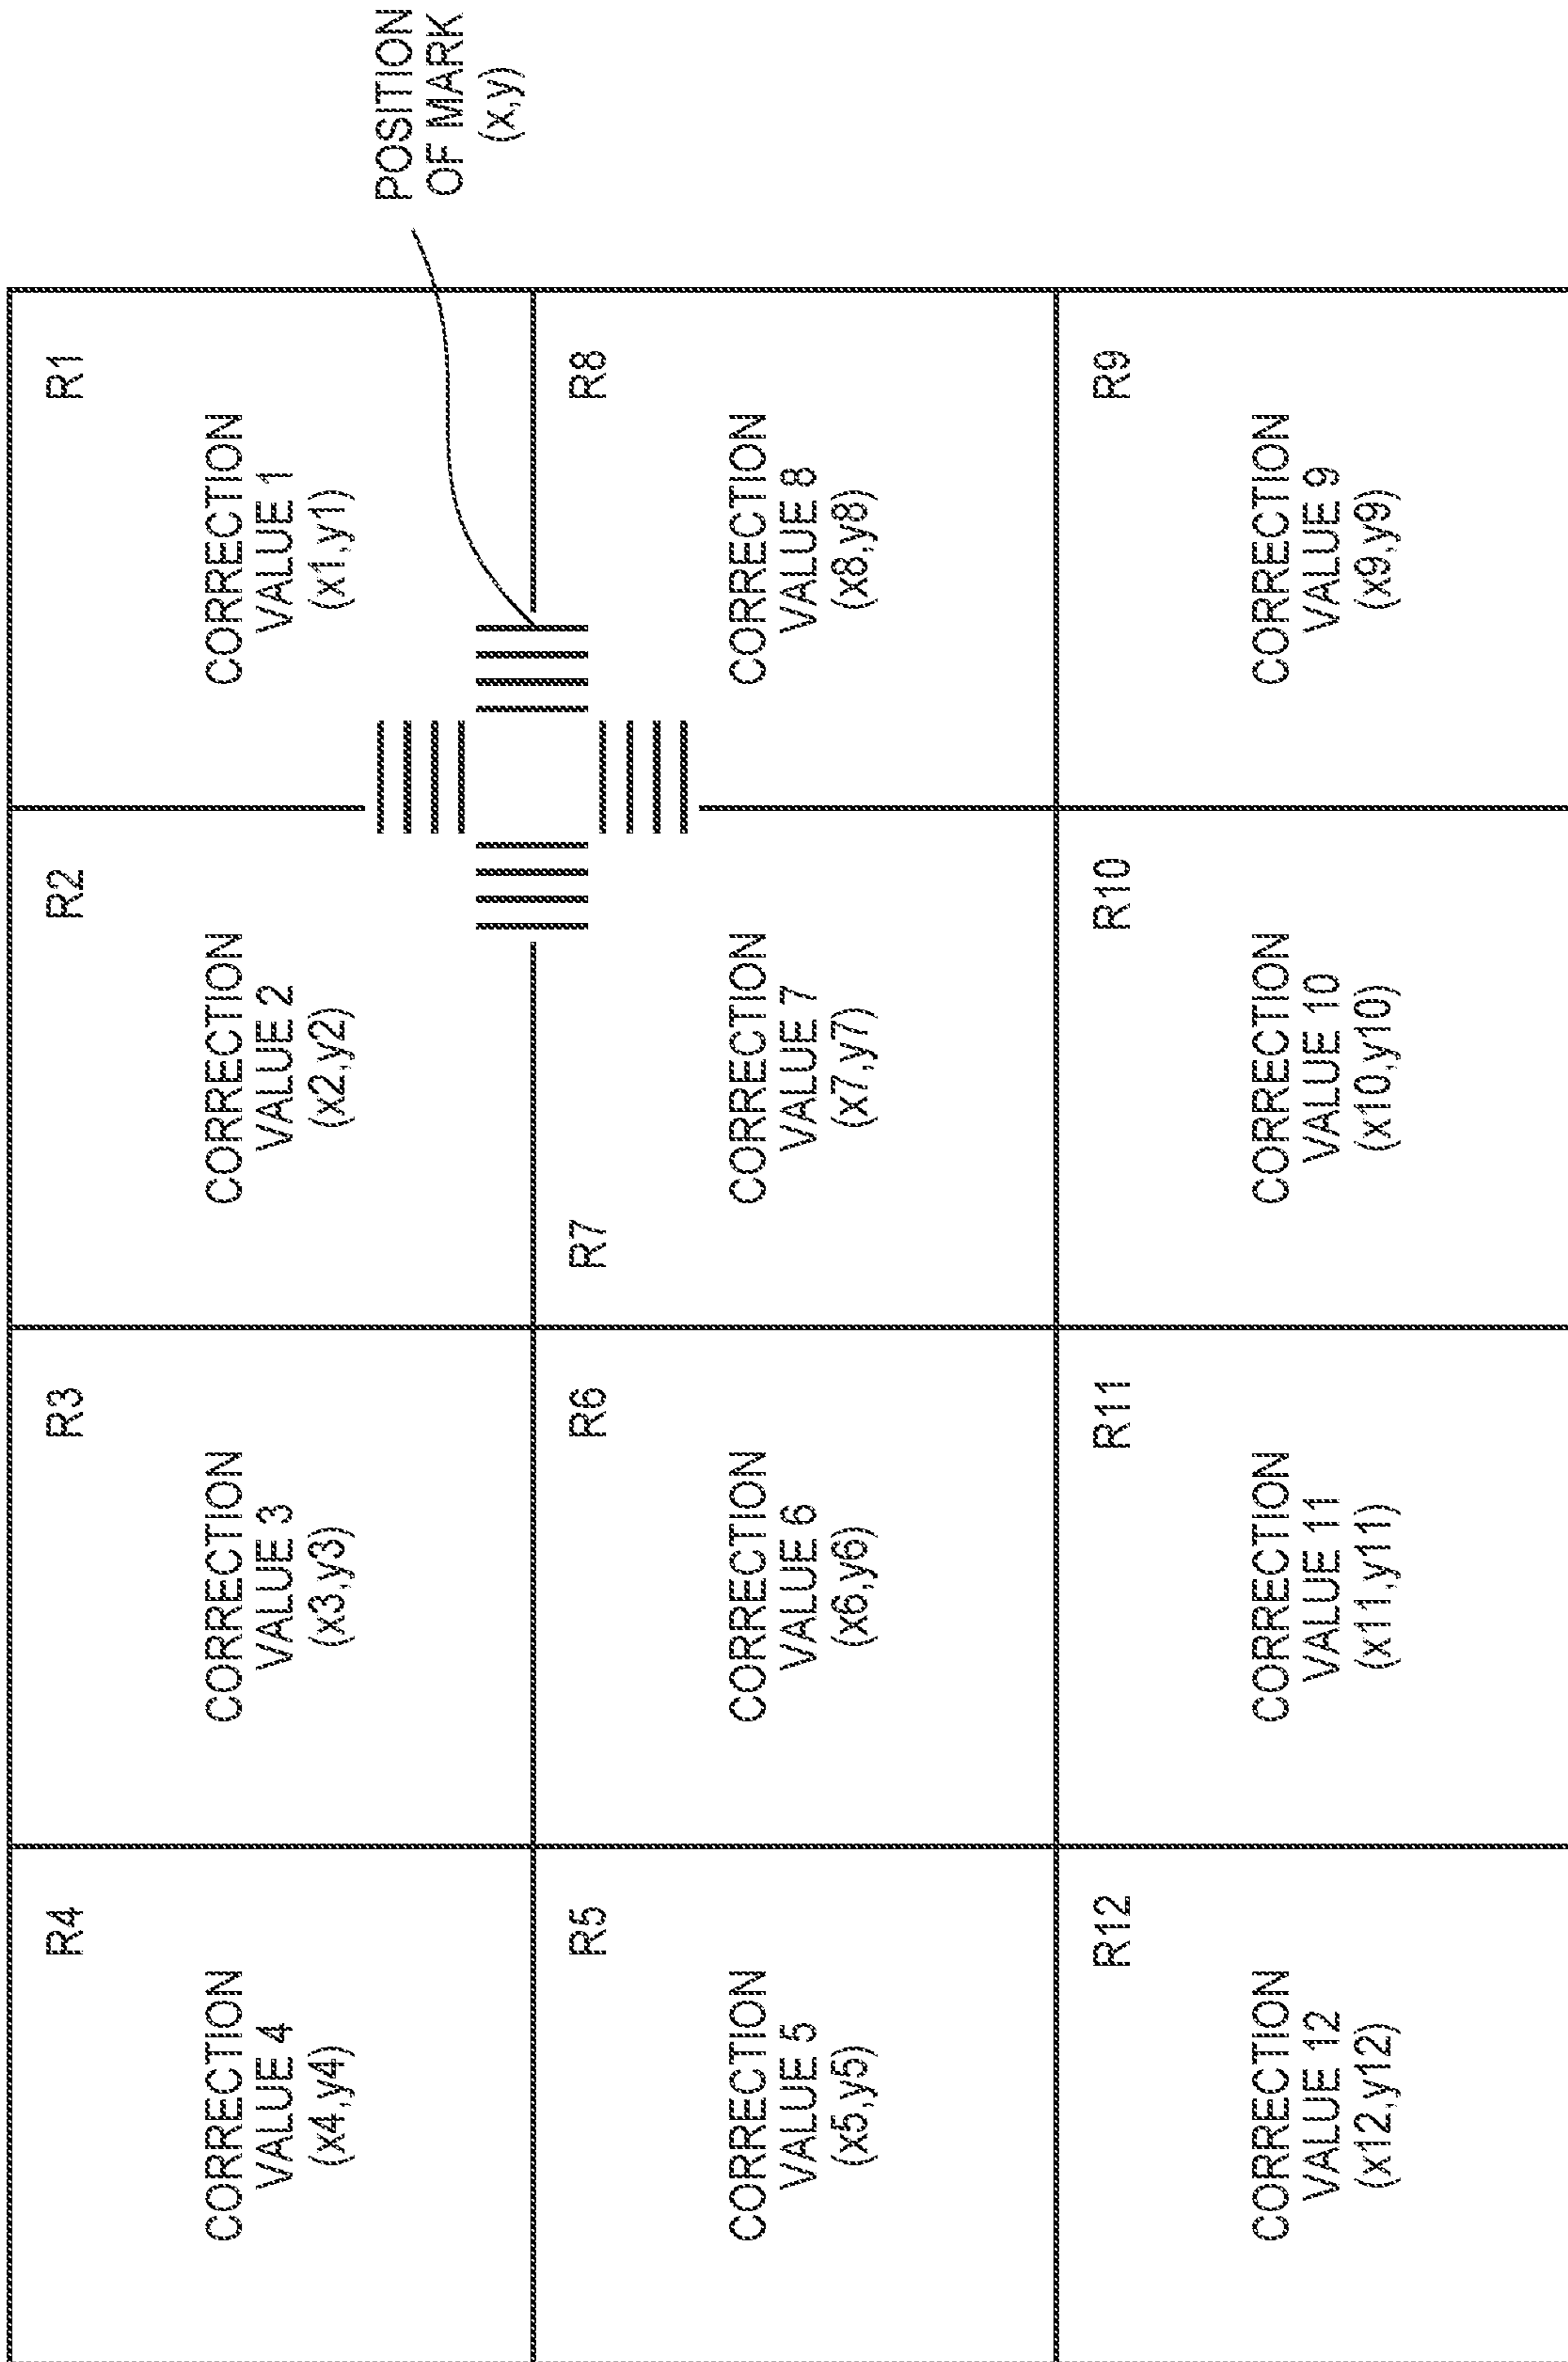 R4
CORRECTION
VALUE 4
(x4,y4)
R3
CORRECTION
VALUE 3
(x3,y3)
R2
CORRECTION
VALUE 2
(x2,y2)
R1
CORRECTION
VALUE 1
(x1,y1)
POSITION
OF MARK
(x,y)
R5
CORRECTION
VALUE 5
(x5,y5)
R6
CORRECTION
VALUE 6
(x6,y6)
R7
CORRECTION
VALUE 7
(x7,y7)
R8
CORRECTION
VALUE 8
(x8,y8)
R12
CORRECTION
VALUE 12
(x12,y12)
R11
CORRECTION
VALUE 11
(x11,y11)
R10
CORRECTION
VALUE 10
(x10,y10)
R9
CORRECTION
VALUE 9
(x9,y9)